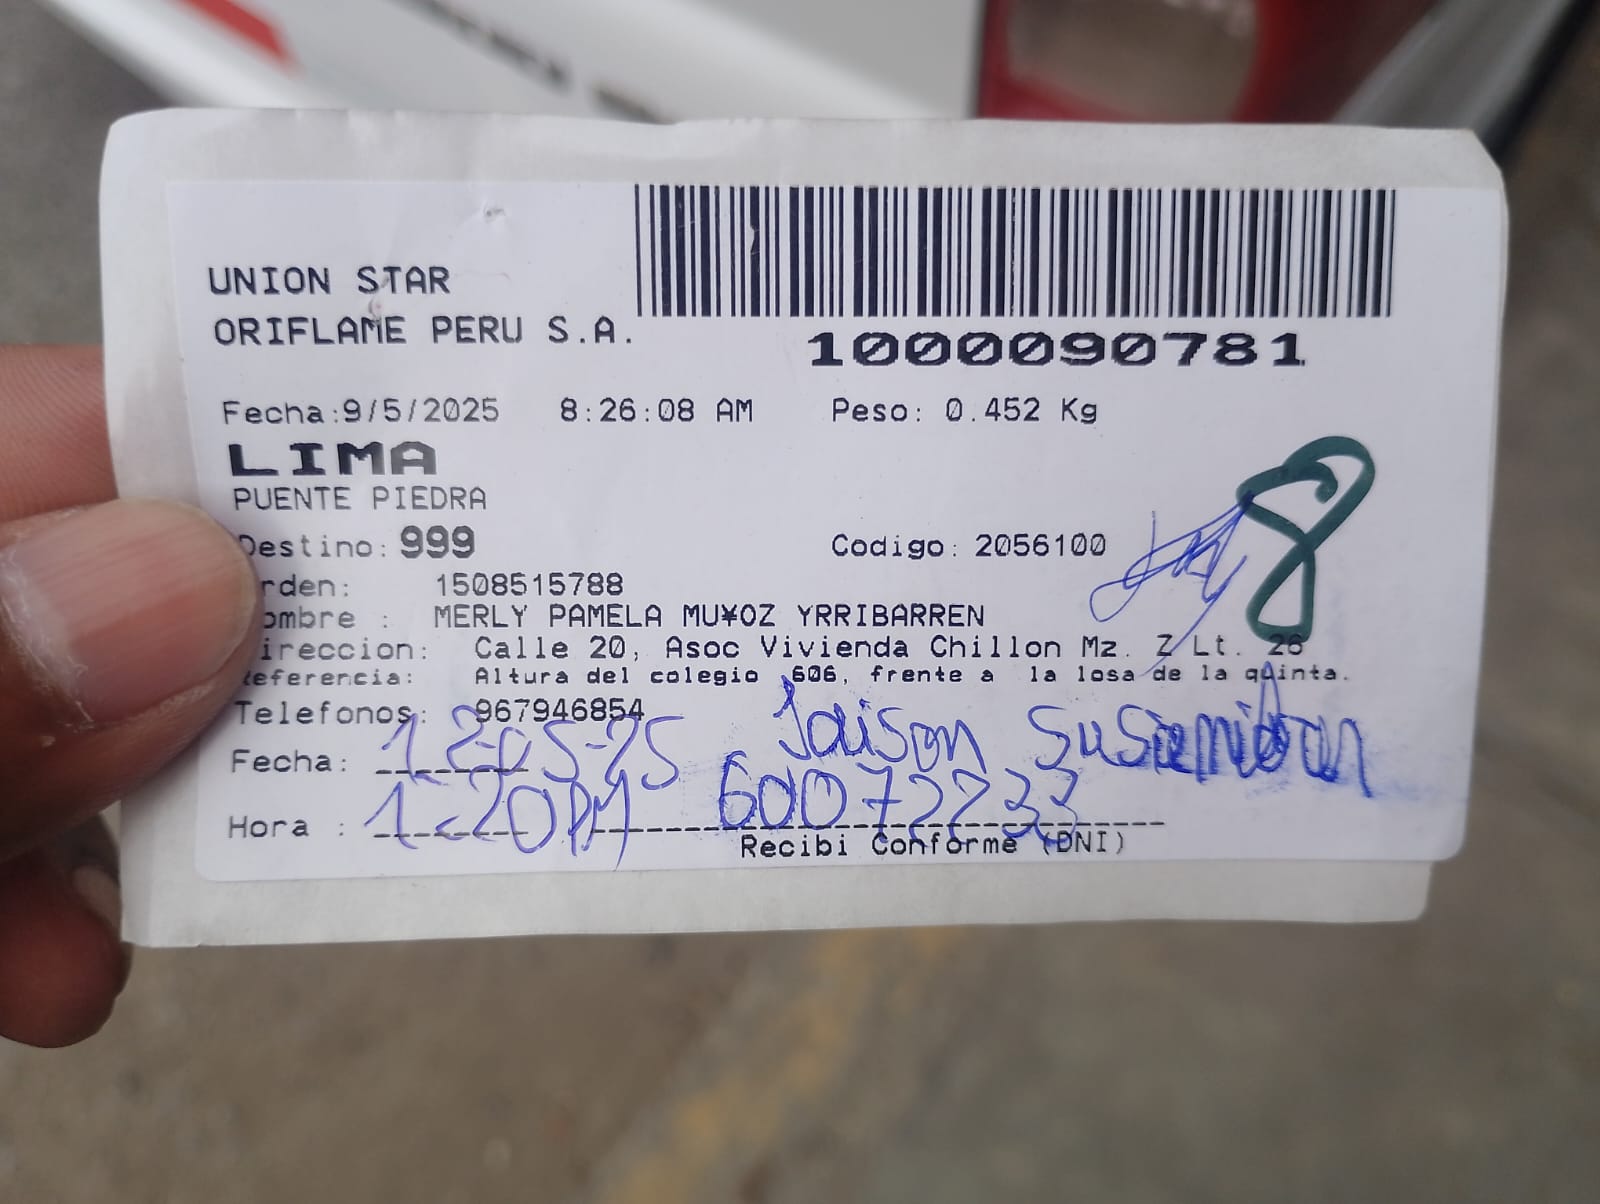 UNION STAR
ORIFLAME PERU S.A.
1000090781
Fecha:9/5/2025 8:26:08 AM Peso: 0.452 Kg
LIMA
PUENTE PIEDRA
8
Destino: 999 Codigo: 2056100
rden: 1508515788
ombre : MERLY PAMELA MU¥OZ YRRIBARREN
ireccion: Calle 20, Asoc Vivienda Chillon Mz. Z Lt. 26
eferencia: Altura del colegio 606, frente a la losa de la quinta.
Telefonos: 967946854
Fecha: 12-05-25 Jaison
Hora : 1:20PM 60072233
Recibi Conforme (DNI)